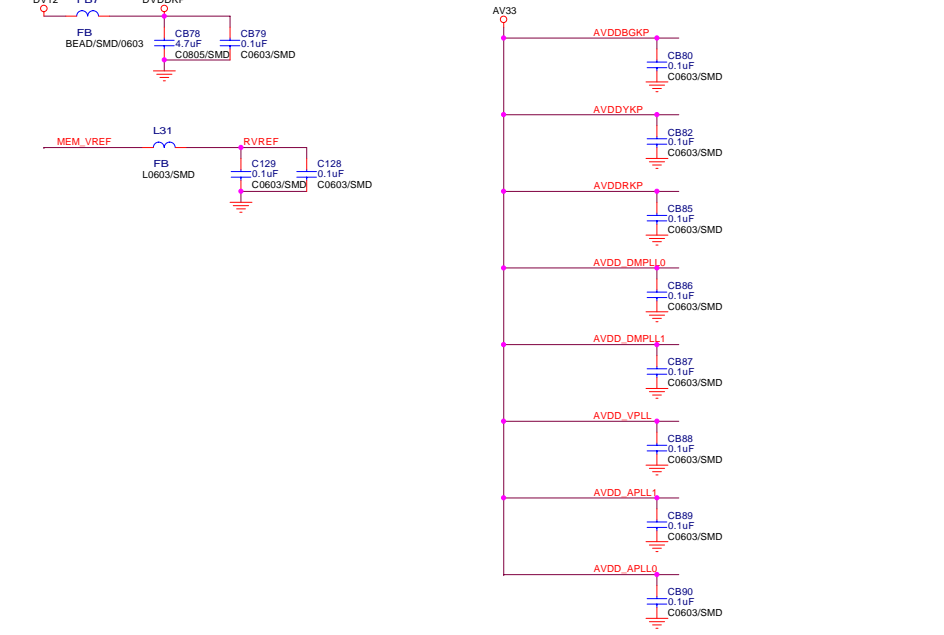 FB
BEAD/SMD/0603
CB78
4.7uF
C0805/SMD
CB79
0.1uF
C0603/SMD
MEM_VREF
L31
FB
L0603/SMD
RVREF
C129
0.1uF
C0603/SMD
C128
0.1uF
C0603/SMD
AV33
AVDDBGKP
CB80
0.1uF
C0603/SMD
AVDDYKP
CB82
0.1uF
C0603/SMD
AVDDRKP
CB85
0.1uF
C0603/SMD
AVDD_DMPLL0
CB86
0.1uF
C0603/SMD
AVDD_DMPLL1
CB87
0.1uF
C0603/SMD
AVDD_VPLL
CB88
0.1uF
C0603/SMD
AVDD_APLL1
CB89
0.1uF
C0603/SMD
AVDD_APLL0
CB90
0.1uF
C0603/SMD